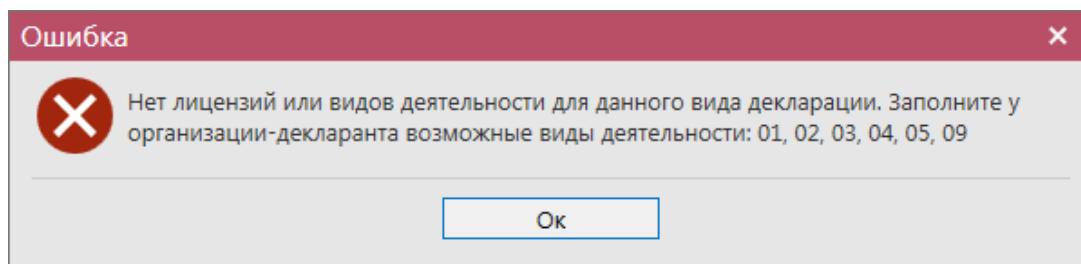 Ошибка
Нет лицензий или видов деятельности для данного вида декларации. Заполните у
организации-декларанта возможные виды деятельности: 01, 02, 03, 04, 05, 09
Ок